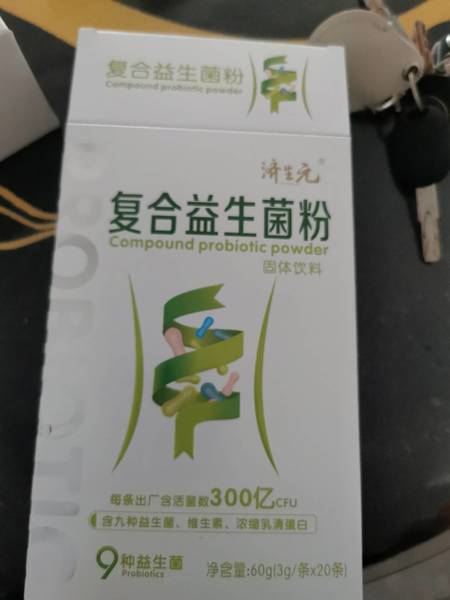 复合益生菌粉
Compound probiotic powder
济生元
®
PROBIOTIC
复合益生菌粉
Compound probiotic powder
固体饮料
每条出厂含活菌数300亿CFU
含九种益生菌、维生素、浓缩乳清蛋白
9种益生菌
Probiotics
净含量:60g(3g/条x20条)